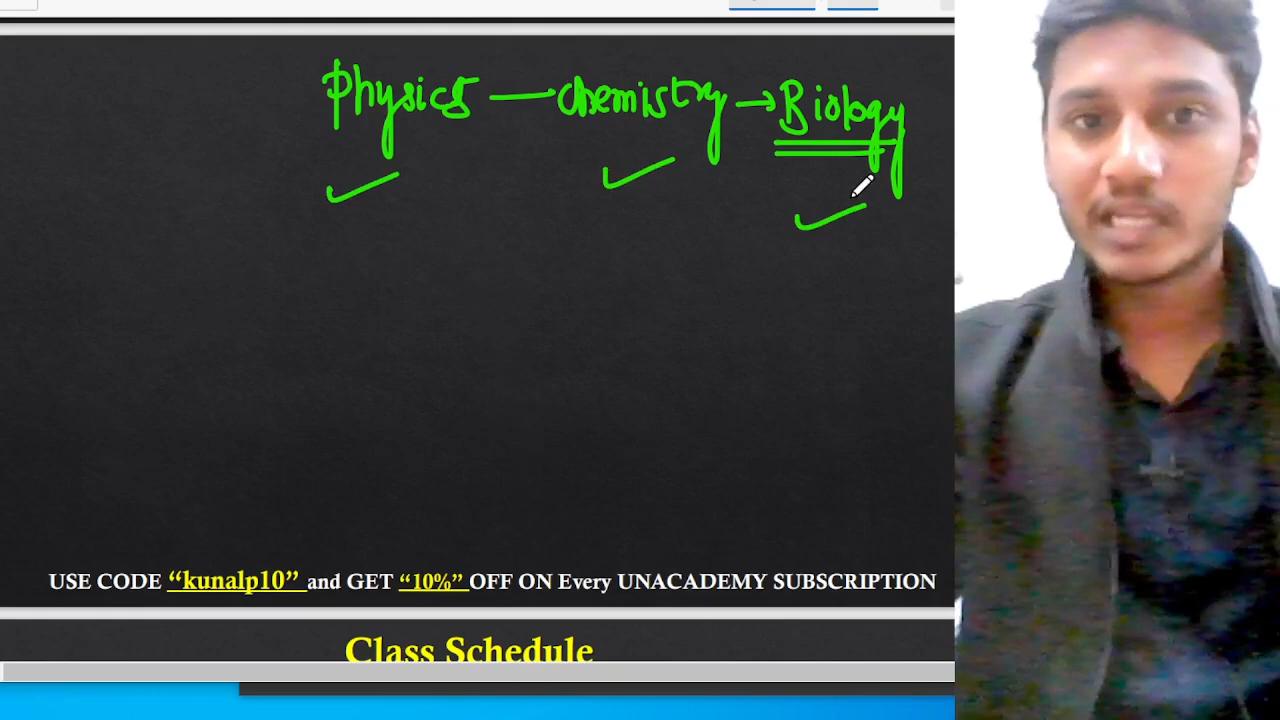 Physics — chemistry → Biology
USE CODE “kunalp10” and GET “10%” OFF ON Every UNACADEMY SUBSCRIPTION
Class Schedule